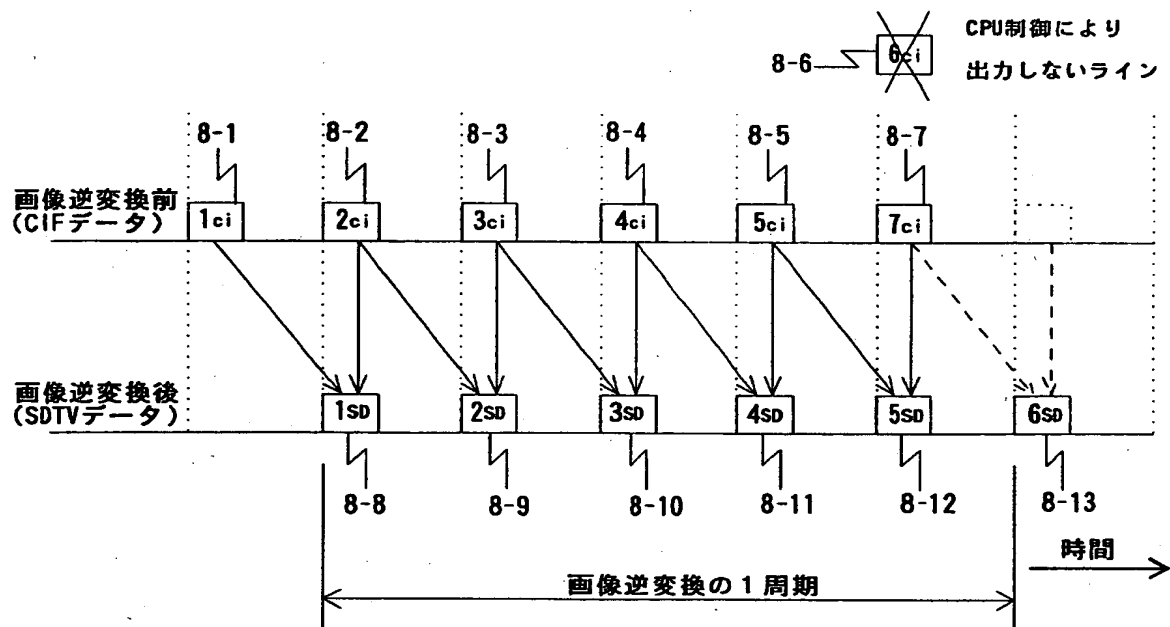 CPU制御により
出力しないライン
8-6
6ci
8-1
8-2
8-3
8-4
8-5
8-7
画像逆変換前
(CIFデータ)
1ci
2ci
3ci
4ci
5ci
7ci
画像逆変換後
(SDTVデータ)
1SD
2SD
3SD
4SD
5SD
6SD
8-8
8-9
8-10
8-11
8-12
8-13
時間
画像逆変換の1周期